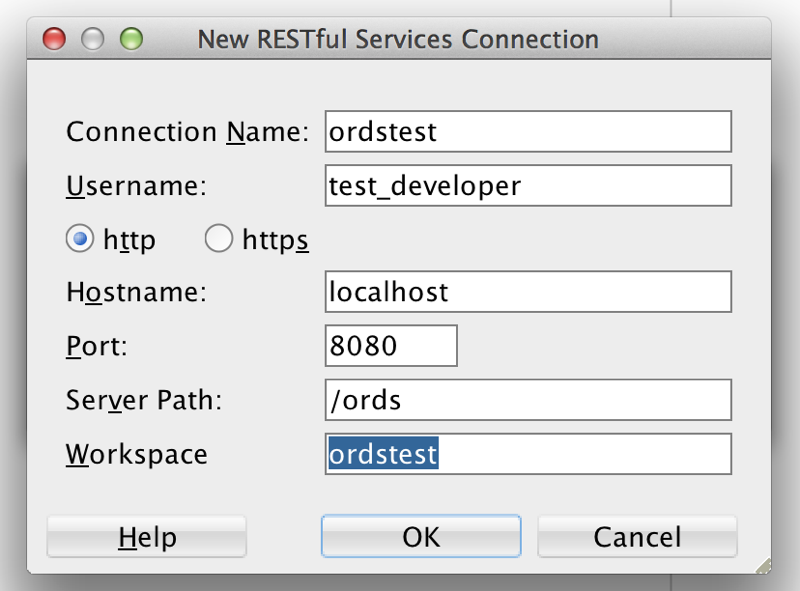 New RESTful Services Connection
Connection Name: ordstest
Username: test_developer
http https
Hostname: localhost
Port: 8080
Server Path: /ords
Workspace ordstest
Help OK Cancel